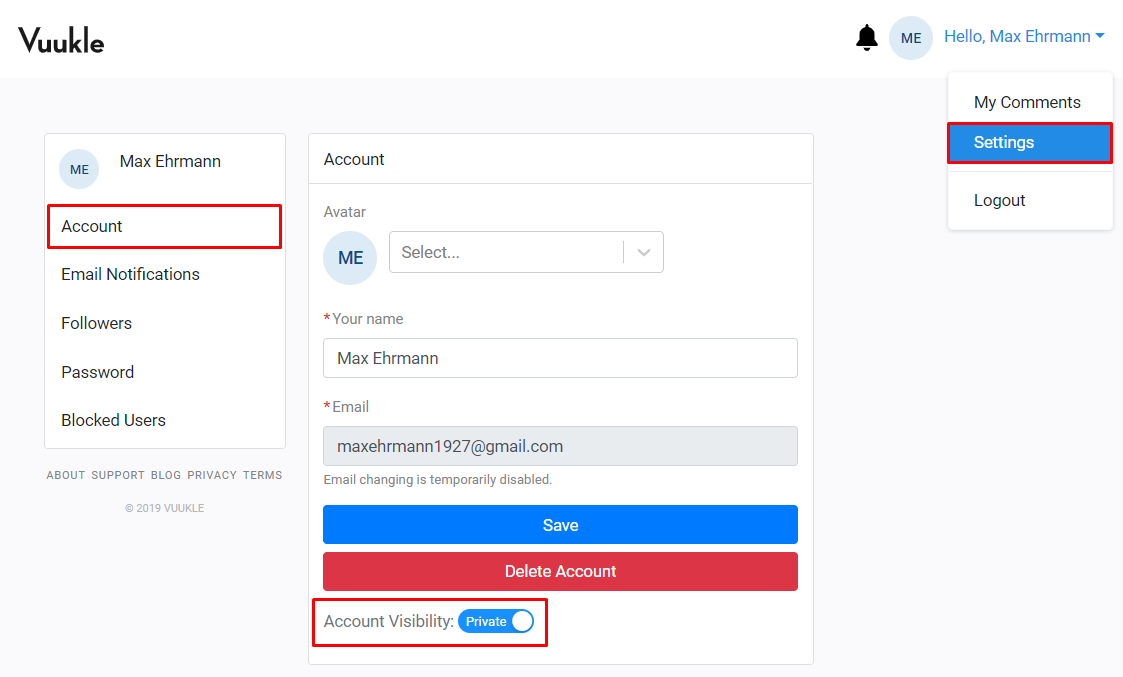 Vuukle
ME
Hello, Max Ehrmann
My Comments
Settings
Logout
ME
Max Ehrmann
Account
Email Notifications
Followers
Password
Blocked Users
ABOUT SUPPORT BLOG PRIVACY TERMS
© 2019 VUUKLE
Account
Avatar
ME
Select...
*Your name
Max Ehrmann
*Email
maxehrmann1927@gmail.com
Email changing is temporarily disabled.
Save
Delete Account
Account Visibility: Private